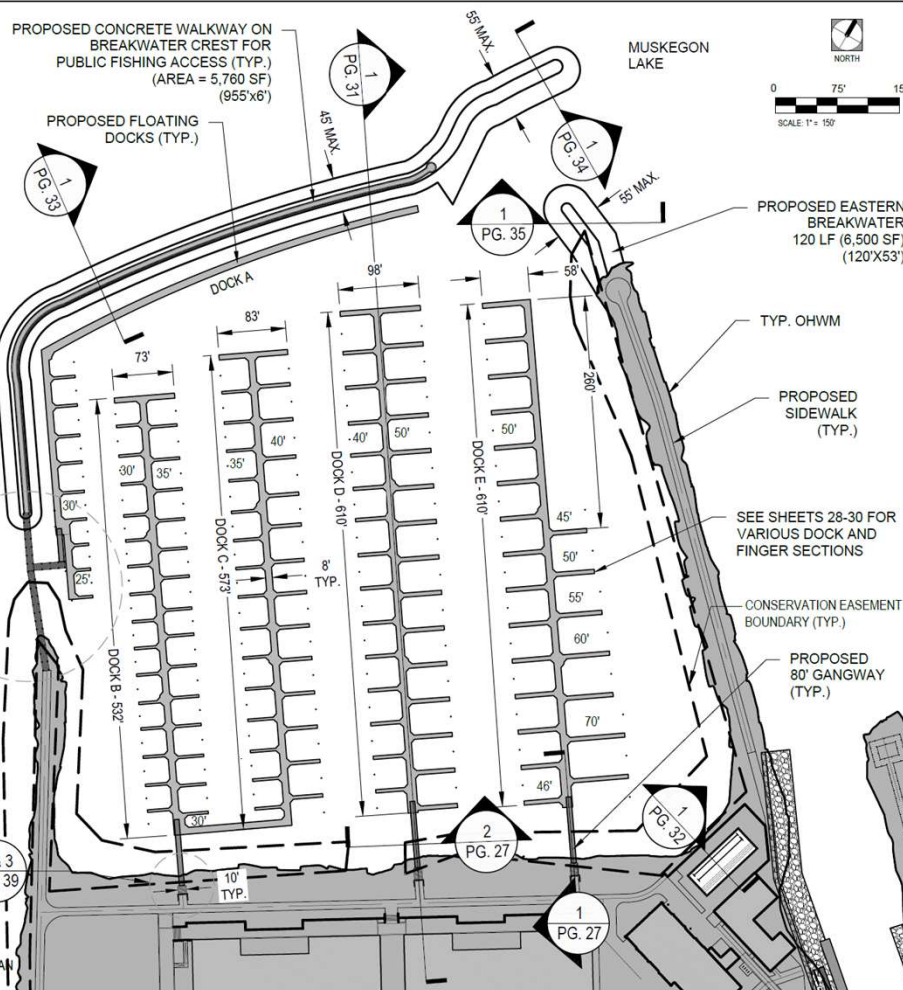 PROPOSED CONCRETE WALKWAY ON
BREAKWATER CREST FOR
PUBLIC FISHING ACCESS (TYP.)
(AREA = 5,760 SF)
(955'x6')
PROPOSED FLOATING
DOCKS (TYP.)
1
PG. 33
1
PG. 31
45' MAX.
55' MAX.
MUSKEGON
LAKE
NORTH
0 75' 15
SCALE: 1" = 150'
1
PG. 34
55' MAX.
1
PG. 35
PROPOSED EASTERN
BREAKWATER
120 LF (6,500 SF)
(120'X53')
TYP. OHWM
PROPOSED
SIDEWALK
(TYP.)
SEE SHEETS 28-30 FOR
VARIOUS DOCK AND
FINGER SECTIONS
CONSERVATION EASEMENT
BOUNDARY (TYP.)
PROPOSED
80' GANGWAY
(TYP.)
DOCK A
73'
83'
98'
58'
260'
30'
35'
35'
40'
40'
50'
50'
45'
50'
55'
60'
70'
46'
30'
25'
30'
8'
TYP.
DOCK B - 532'
DOCK C - 573'
DOCK D - 610'
DOCK E - 610'
10'
TYP.
2
PG. 27
1
PG. 27
1
PG. 32
3
39
AN